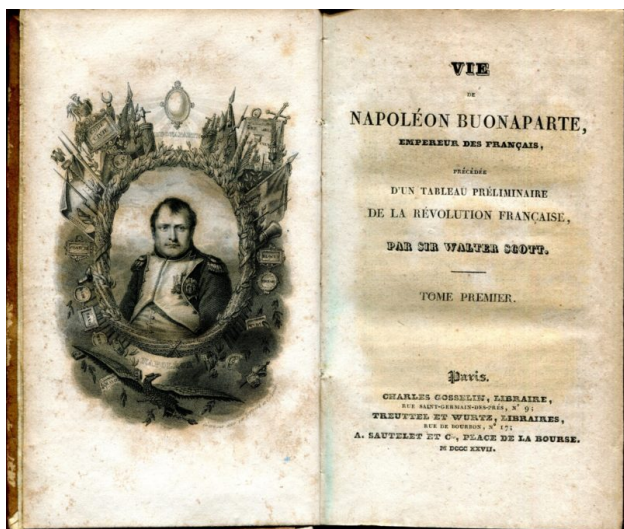 VIE
DE
NAPOLÉON BUONAPARTE,
EMPEREUR DES FRANÇAIS,
PRÉCÉDÉE
D'UN TABLEAU PRÉLIMINAIRE
DE LA RÉVOLUTION FRANÇAISE,
PAR SIR WALTER SCOTT.
TOME PREMIER.
Paris.
CHARLES GOSSELIN, LIBRAIRE,
RUE SAINT-GERMAIN-DES-PRÉS, N° 9;
TREUTTEL ET WURTZ, LIBRAIRES,
RUE DE BOURBON, N° 17;
A. SAUTELET ET Cⁱᵉ, PLACE DE LA BOURSE.
M DCCC XXVII.